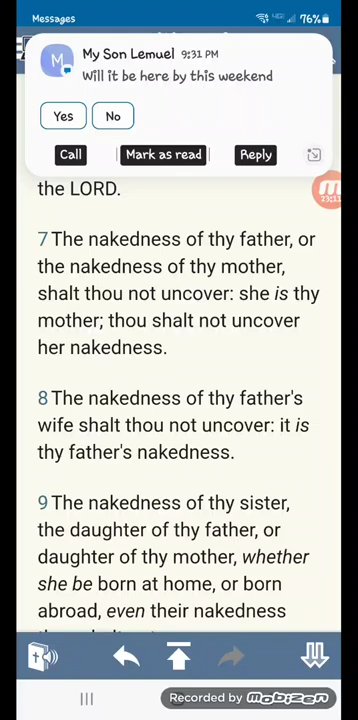 Messages
76%
My Son Lemuel 9:31 PM
Will it be here by this weekend
Yes No
Call Mark as read Reply
the LORD.
7 The nakedness of thy father, or
the nakedness of thy mother,
shalt thou not uncover: she is thy
mother; thou shalt not uncover
her nakedness.
8 The nakedness of thy father's
wife shalt thou not uncover: it is
thy father's nakedness.
9 The nakedness of thy sister,
the daughter of thy father, or
daughter of thy mother, whether
she be born at home, or born
abroad, even their nakedness
Recorded by mobizen